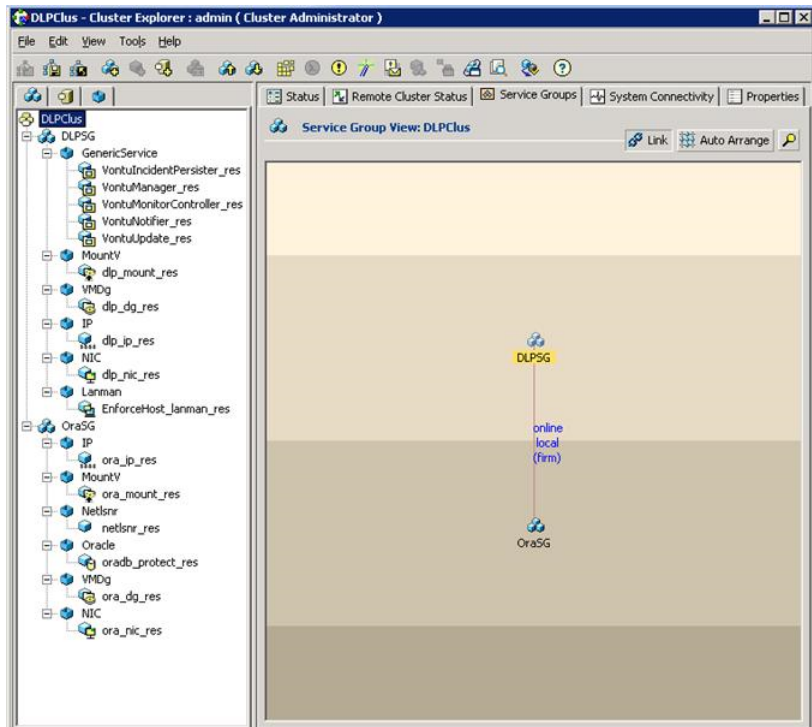 DLPClus - Cluster Explorer : admin ( Cluster Administrator )
File Edit View Tools Help
Status Remote Cluster Status Service Groups System Connectivity Properties
DLPClus
DLPSG
GenericService
VontuIncidentPersister_res
VontuManager_res
VontuMonitorController_res
VontuNotifier_res
VontuUpdate_res
MountV
dlp_mount_res
VMDg
dlp_dg_res
IP
dlp_ip_res
NIC
dlp_nic_res
Lanman
EnforceHost_lanman_res
OraSG
IP
ora_ip_res
MountV
ora_mount_res
Netlsnr
netlsnr_res
Oracle
oradb_protect_res
VMDg
ora_dg_res
NIC
ora_nic_res
Service Group View: DLPClus
Link Auto Arrange
DLPSG
online
local
(firm)
OraSG